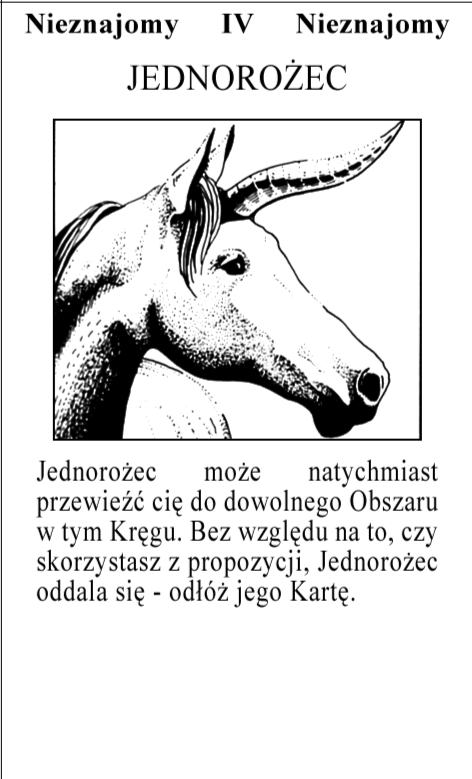 Nieznajomy IV Nieznajomy
JEDNOROŻEC
Jednorożec może natychmiast
przewieźć cię do dowolnego Obszaru
w tym Kręgu. Bez względu na to, czy
skorzystasz z propozycji, Jednorożec
oddala się - odłóż jego Kartę.